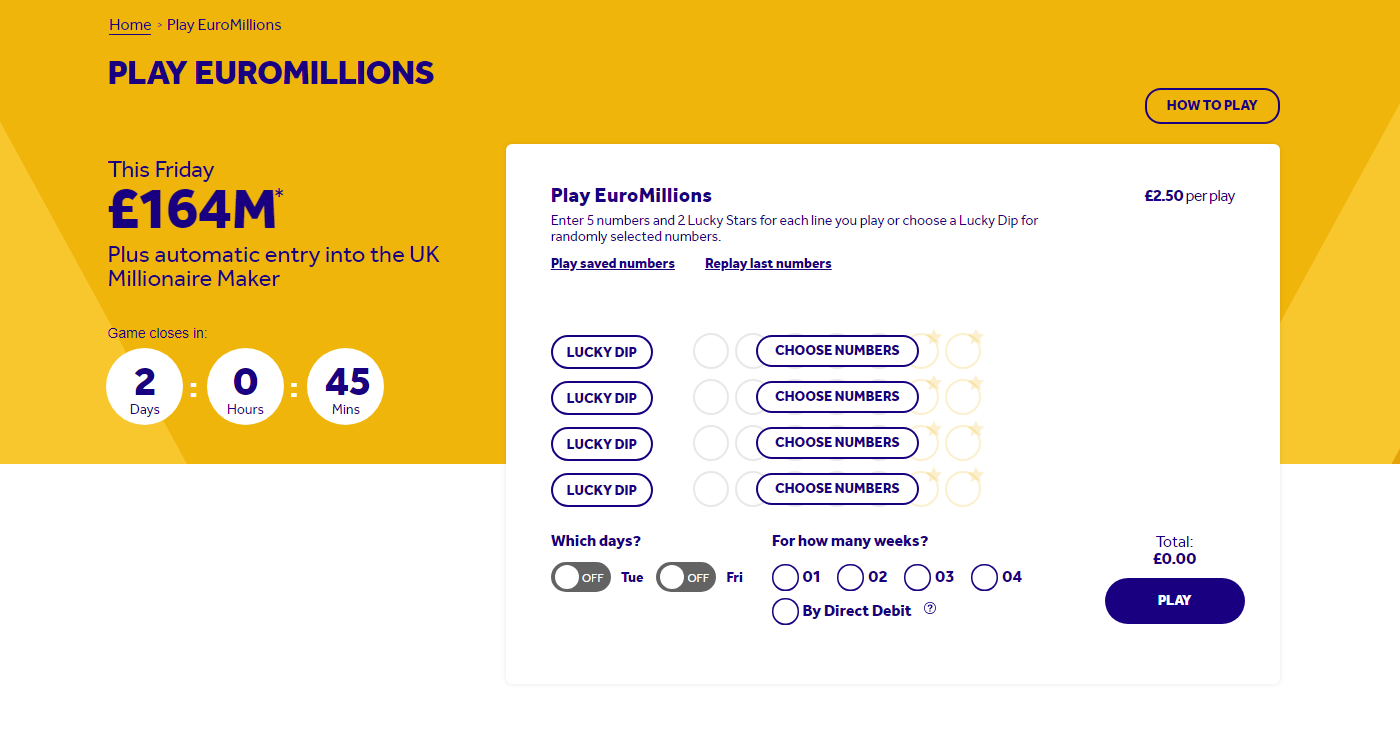 Home > Play EuroMillions
PLAY EUROMILLIONS
HOW TO PLAY
This Friday
£164M*
Plus automatic entry into the UK
Millionaire Maker
Game closes in:
2 : 0 : 45
Days Hours Mins
Play EuroMillions
£2.50 per play
Enter 5 numbers and 2 Lucky Stars for each line you play or choose a Lucky Dip for
randomly selected numbers.
Play saved numbers Replay last numbers
LUCKY DIP CHOOSE NUMBERS
LUCKY DIP CHOOSE NUMBERS
LUCKY DIP CHOOSE NUMBERS
LUCKY DIP CHOOSE NUMBERS
Which days?
OFF Tue OFF Fri
For how many weeks?
01 02 03 04
By Direct Debit ?
Total:
£0.00
PLAY